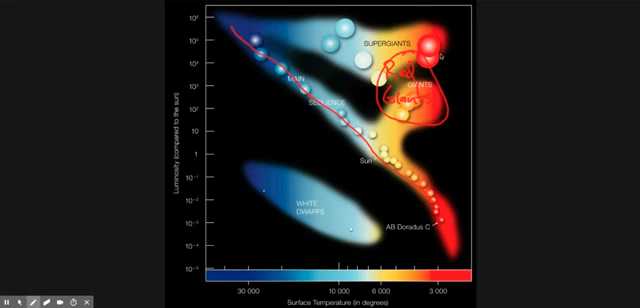 10⁶
10⁵
10⁴
10³
10²
10
1
10⁻¹
10⁻²
10⁻³
10⁻⁴
10⁻⁵
Luminosity (compared to the sun)
SUPERGIANTS
Red
Giants
GIANTS
MAIN
SEQUENCE
Sun
WHITE
DWARFS
AB Doradus C
30 000
10 000
6 000
3 000
Surface Temperature (in degrees)